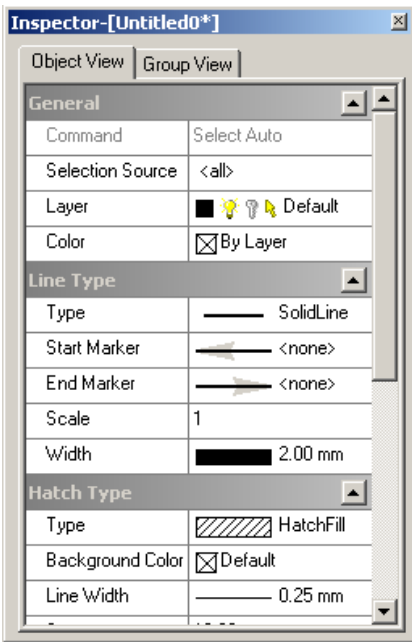 Inspector-[Untitled0*]
Object View Group View
General
Command Select Auto
Selection Source <all>
Layer Default
Color By Layer
Line Type
Type SolidLine
Start Marker <none>
End Marker <none>
Scale 1
Width 2.00 mm
Hatch Type
Type HatchFill
Background Color Default
Line Width 0.25 mm